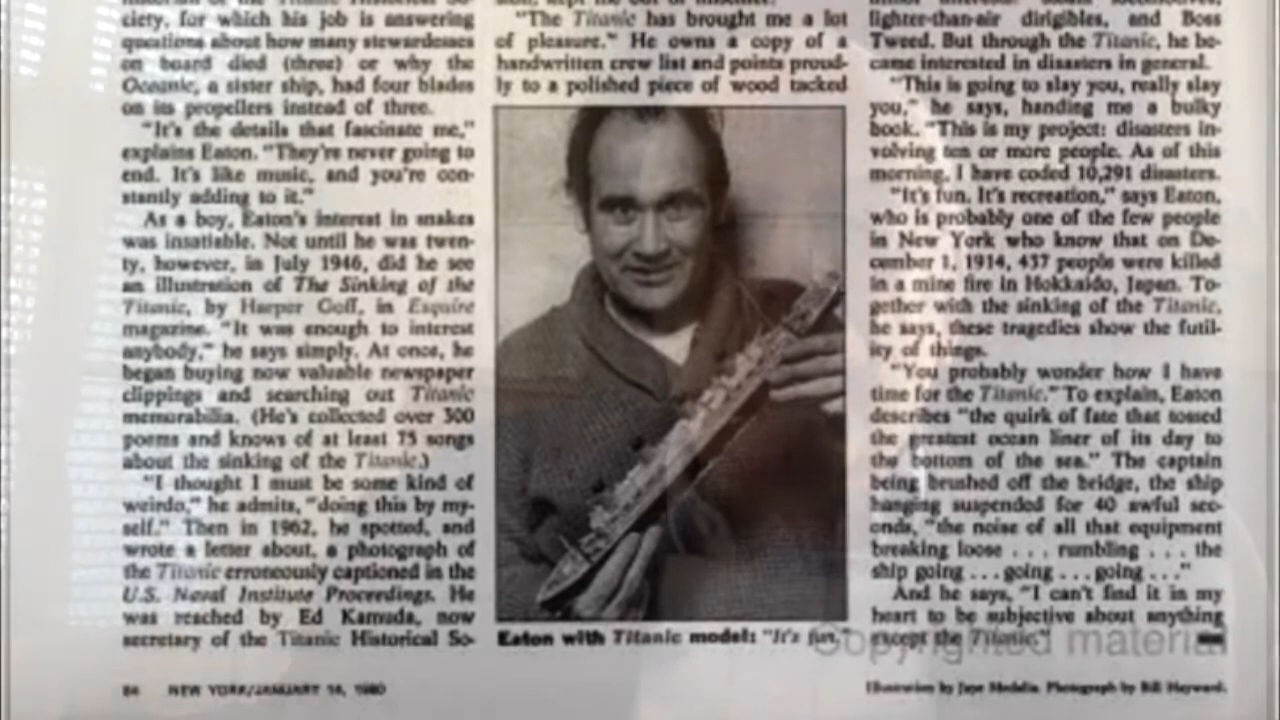 ciety, for which his job is answering
questions about how many stewardesses
on board died (three) or why the
Oceanic, a sister ship, had four blades
on its propellers instead of three.
"It's the details that fascinate me,"
explains Eaton. "They're never going to
end. It's like music, and you're con-
stantly adding to it."
As a boy, Eaton's interest in snakes
was insatiable. Not until he was twen-
ty, however, in July 1946, did he see
an illustration of The Sinking of the
Titanic, by Harper Goff, in Esquire
magazine. "It was enough to interest
anybody," he says simply. At once, he
began buying now valuable newspaper
clippings and searching out Titanic
memorabilia. (He's collected over 300
poems and knows of at least 75 songs
about the sinking of the Titanic.)
"I thought I must be some kind of
weirdo," he admits, "doing this by my-
self." Then in 1962, he spotted, and
wrote a letter about, a photograph of
the Titanic erroneously captioned in the
U.S. Naval Institute Proceedings. He
was reached by Ed Kamuda, now
secretary of the Titanic Historical So-
"The Titanic has brought me a lot
of pleasure." He owns a copy of a
handwritten crew list and points proud-
ly to a polished piece of wood tacked
Eaton with Titanic model: "It's fun."
lighter-than-air dirigibles, and Boss
Tweed. But through the Titanic, he be-
came interested in disasters in general.
"This is going to slay you, really slay
you," he says, handing me a bulky
book. "This is my project: disasters in-
volving ten or more people. As of this
morning, I have coded 10,291 disasters.
"It's fun. It's recreation," says Eaton,
who is probably one of the few people
in New York who know that on De-
cember 1, 1914, 437 people were killed
in a mine fire in Hokkaido, Japan. To-
gether with the sinking of the Titanic,
he says, these tragedies show the futil-
ity of things.
"You probably wonder how I have
time for the Titanic." To explain, Eaton
describes "the quirk of fate that tossed
the greatest ocean liner of its day to
the bottom of the sea." The captain
being brushed off the bridge, the ship
hanging suspended for 40 awful sec-
onds, "the noise of all that equipment
breaking loose . . . rumbling . . . the
ship going . . . going . . . going . . ."
And he says, "I can't find it in my
heart to be subjective about anything
except the Titanic."
Copyrighted material
84 NEW YORK/JANUARY 14, 1980
Illustration by Jaye Medalia. Photograph by Bill Hayward.